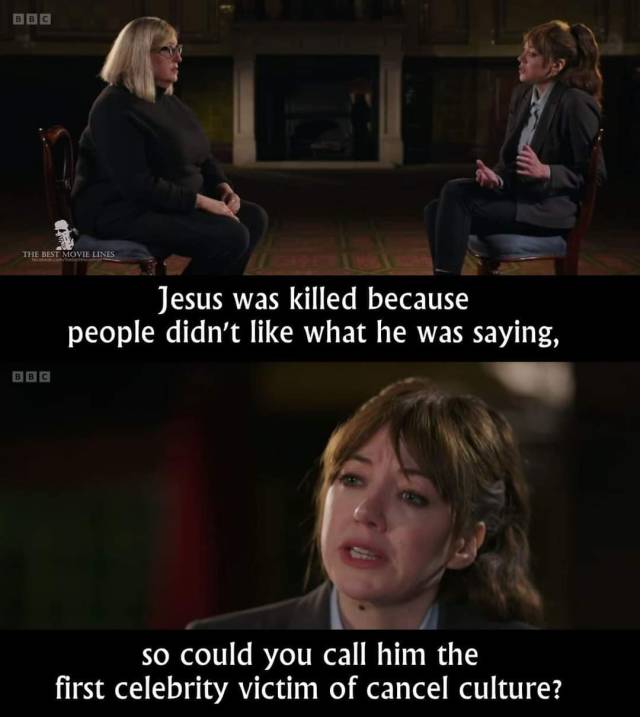 BBC
THE BEST MOVIE LINES
Jesus was killed because
people didn't like what he was saying,
BBC
so could you call him the
first celebrity victim of cancel culture?